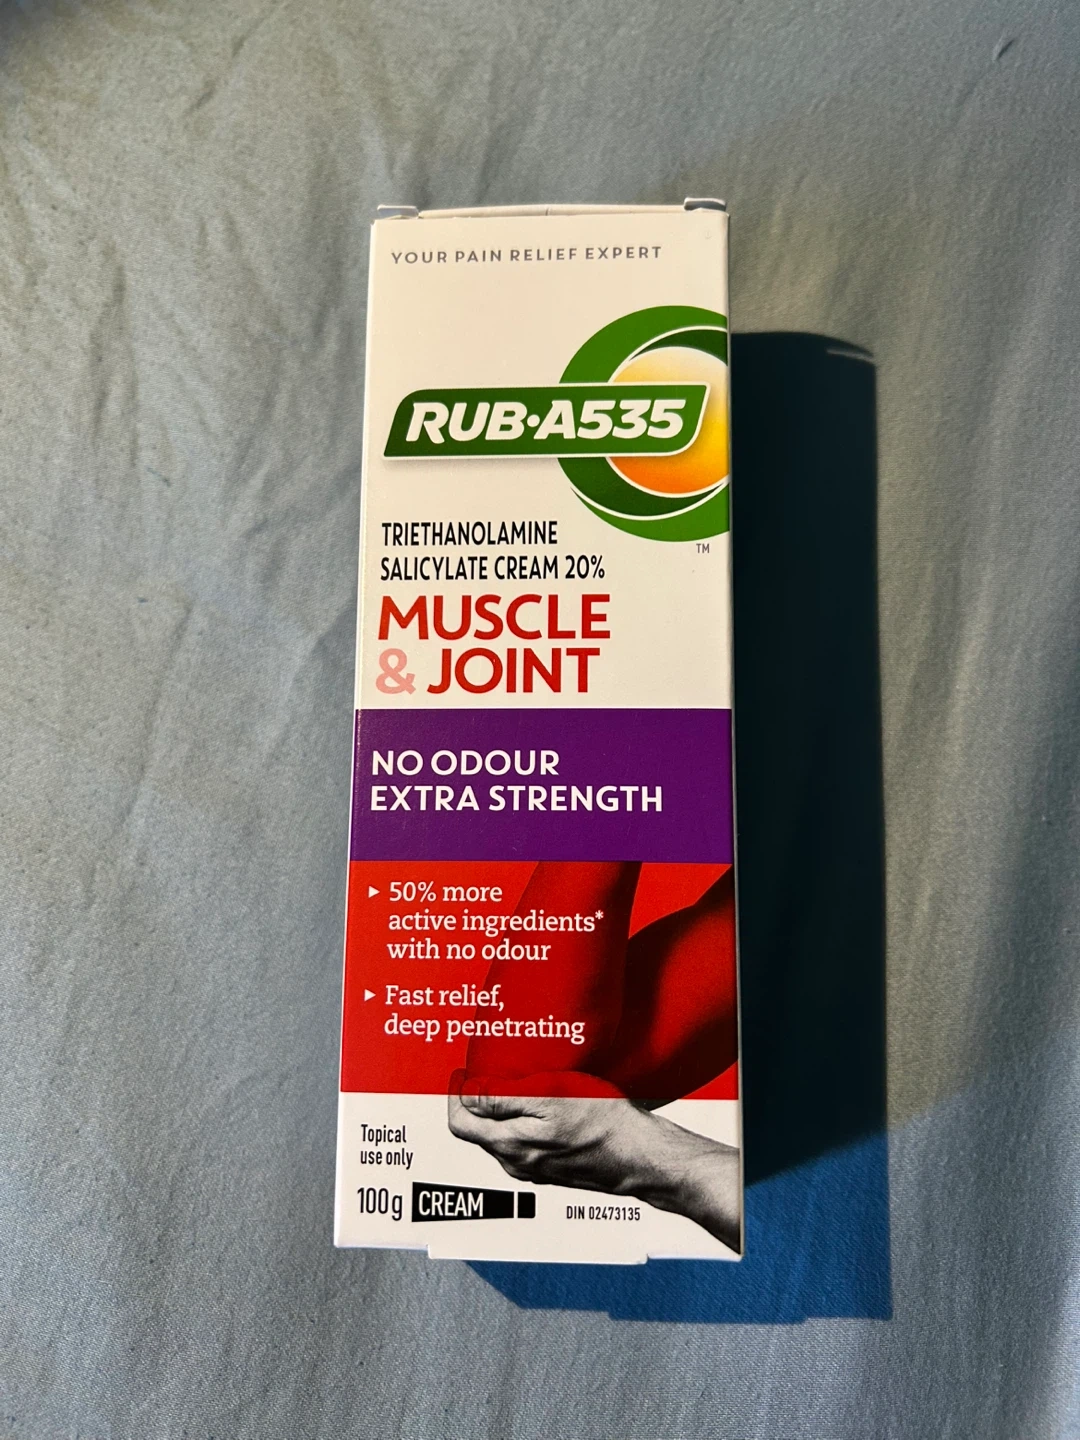 YOUR PAIN RELIEF EXPERT
RUB·A535
TM
TRIETHANOLAMINE
SALICYLATE CREAM 20%
MUSCLE
& JOINT
NO ODOUR
EXTRA STRENGTH
▸ 50% more
active ingredients*
with no odour
▸ Fast relief,
deep penetrating
Topical
use only
100g CREAM
DIN 02473135